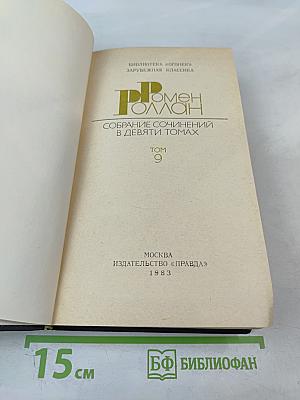 БИБЛИОТЕКА «ОГОНЕК»
ЗАРУБЕЖНАЯ КЛАССИКА
Ромен
Роллан
СОБРАНИЕ СОЧИНЕНИЙ
В ДЕВЯТИ ТОМАХ
ТОМ
9
МОСКВА
ИЗДАТЕЛЬСТВО «ПРАВДА»
1983
15 см
БФ БИБЛИОФАН